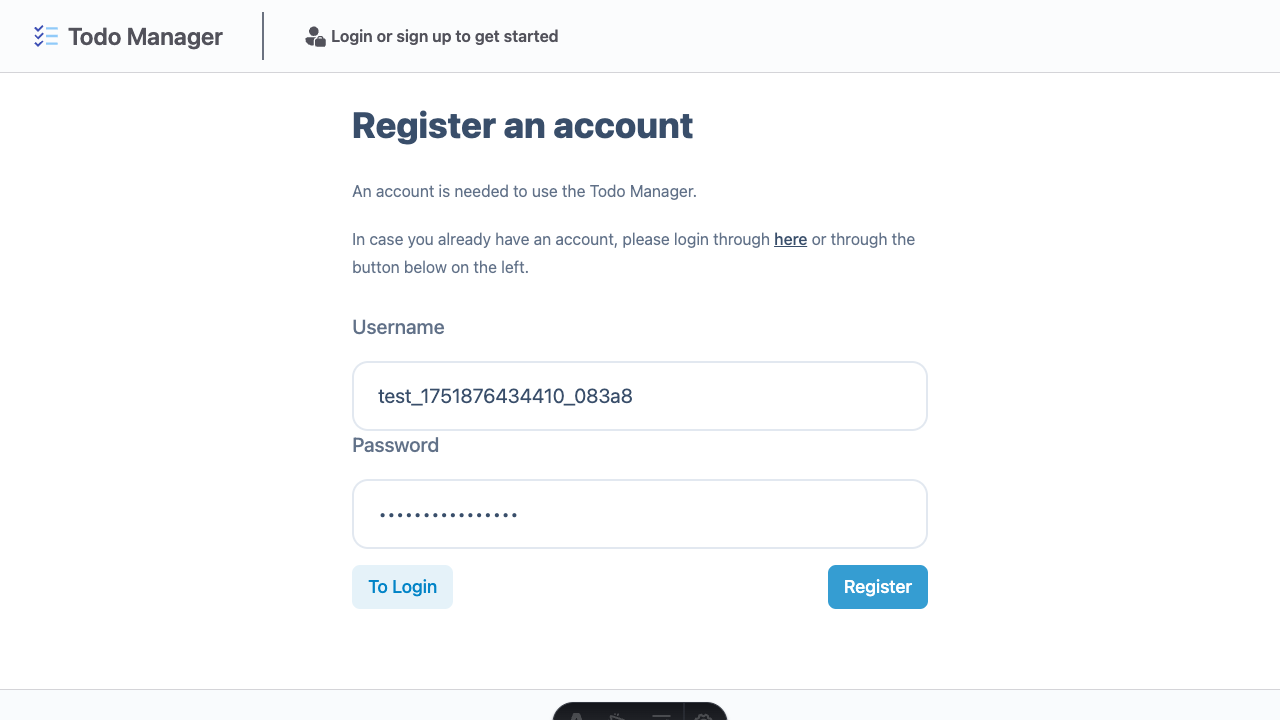 Todo Manager
Login or sign up to get started
Register an account
An account is needed to use the Todo Manager.
In case you already have an account, please login through here or through the
button below on the left.
Username
test_1751876434410_083a8
Password
••••••••••••••••
To Login
Register